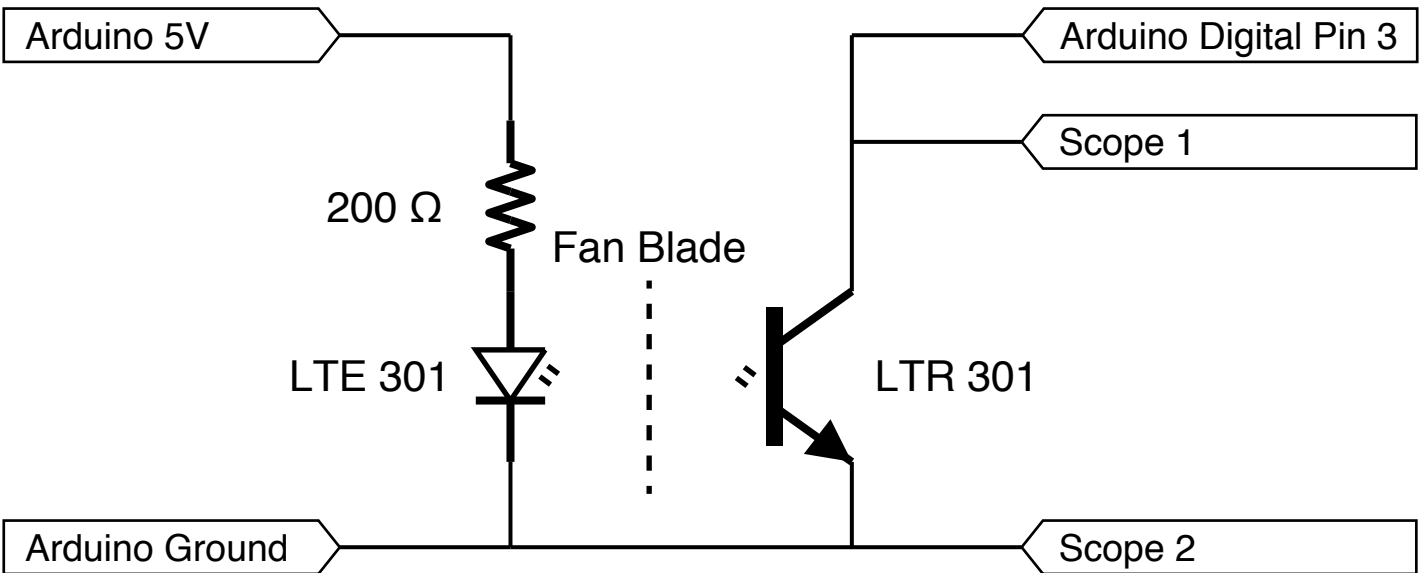 Arduino 5V
Arduino Digital Pin 3
Scope 1
200 Ω
Fan Blade
LTE 301
LTR 301
Arduino Ground
Scope 2